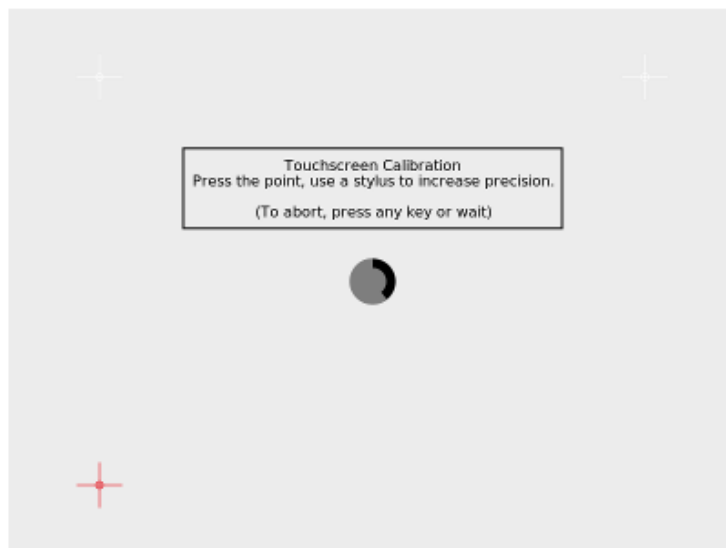 Touchscreen Calibration
Press the point, use a stylus to increase precision.
(To abort, press any key or wait)